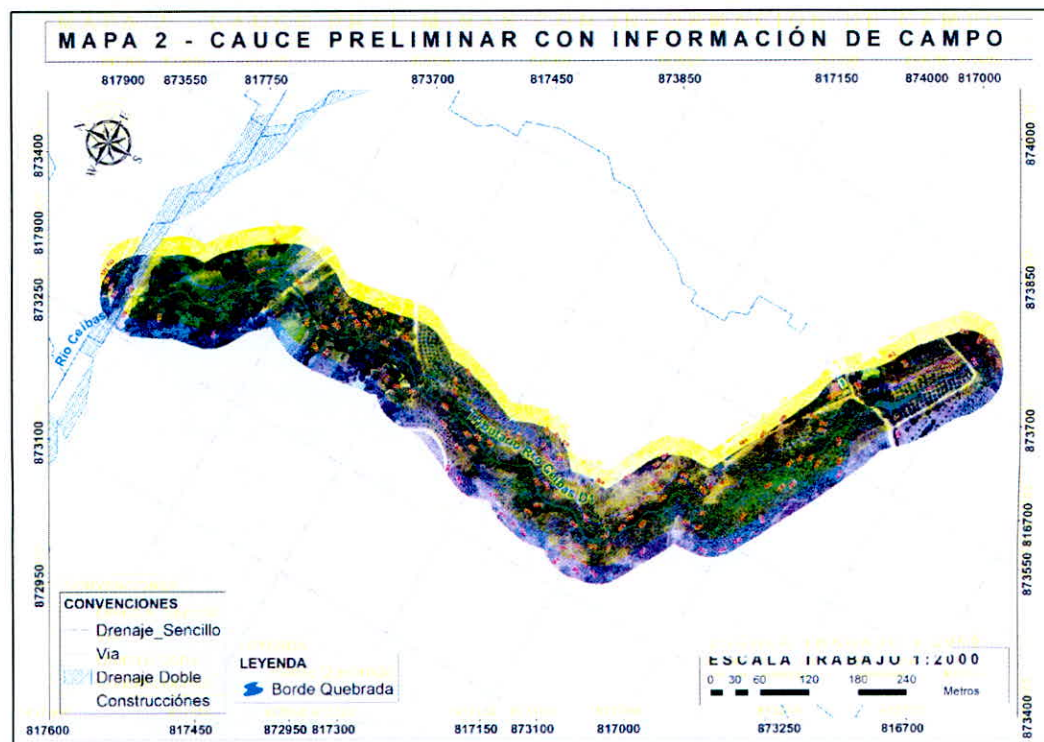 MAPA 2 - CAUCE PRELIMINAR CON INFORMACIÓN DE CAMPO
817900 873550 817750 873700 817450 873850 817150 874000 817000
E
S
W
873400
817900
873250
873100
872950
874000
873850
873700
816700
873550
873400
Río Ceibas
CONVENCIONES
Drenaje_Sencillo
Via
Drenaje Doble
Construcciónes
LEYENDA
Borde Quebrada
ESCALA TRABAJO 1:2000
0 30 60 120 180 240
Metros
817600 817450 872950 817300 817150 873100 817000 873250 816700